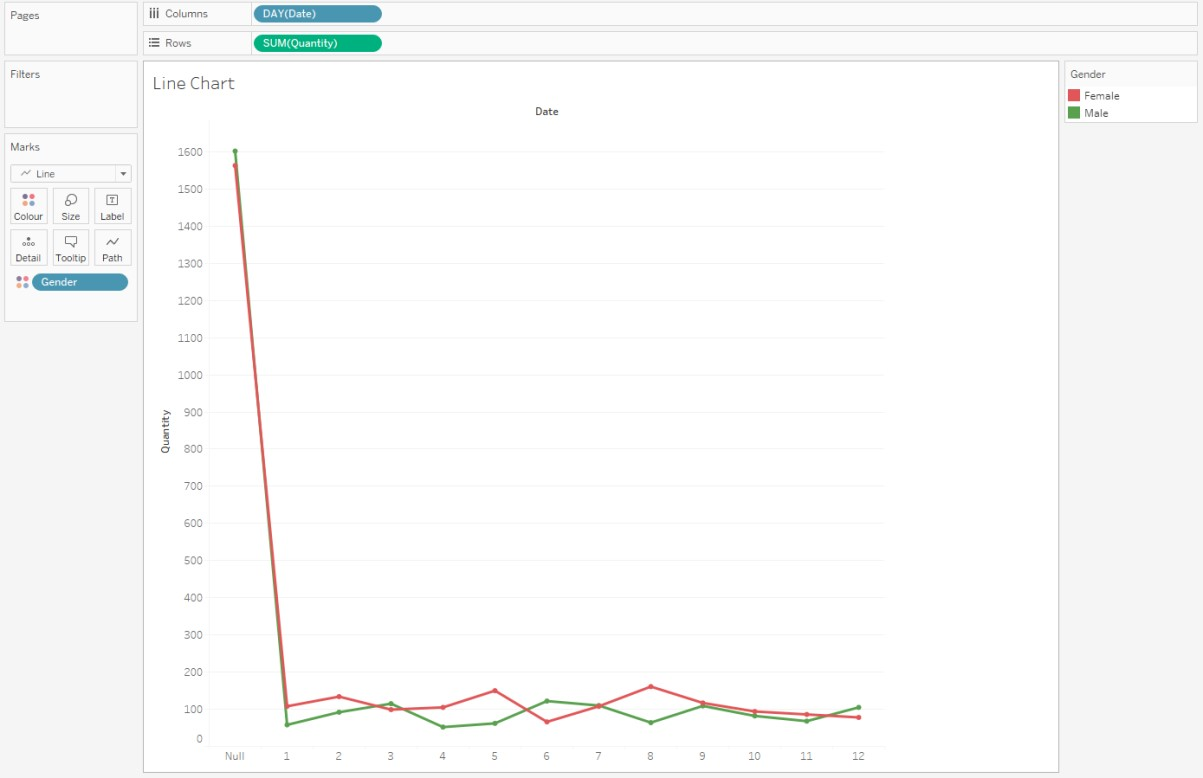 Pages
Columns
DAY(Date)
Rows
SUM(Quantity)
Filters
Marks
Line
Colour
Size
Label
Detail
Tooltip
Path
Gender
Line Chart
Date
Quantity
1600
1500
1400
1300
1200
1100
1000
900
800
700
600
500
400
300
200
100
0
Null 1 2 3 4 5 6 7 8 9 10 11 12
Gender
Female
Male